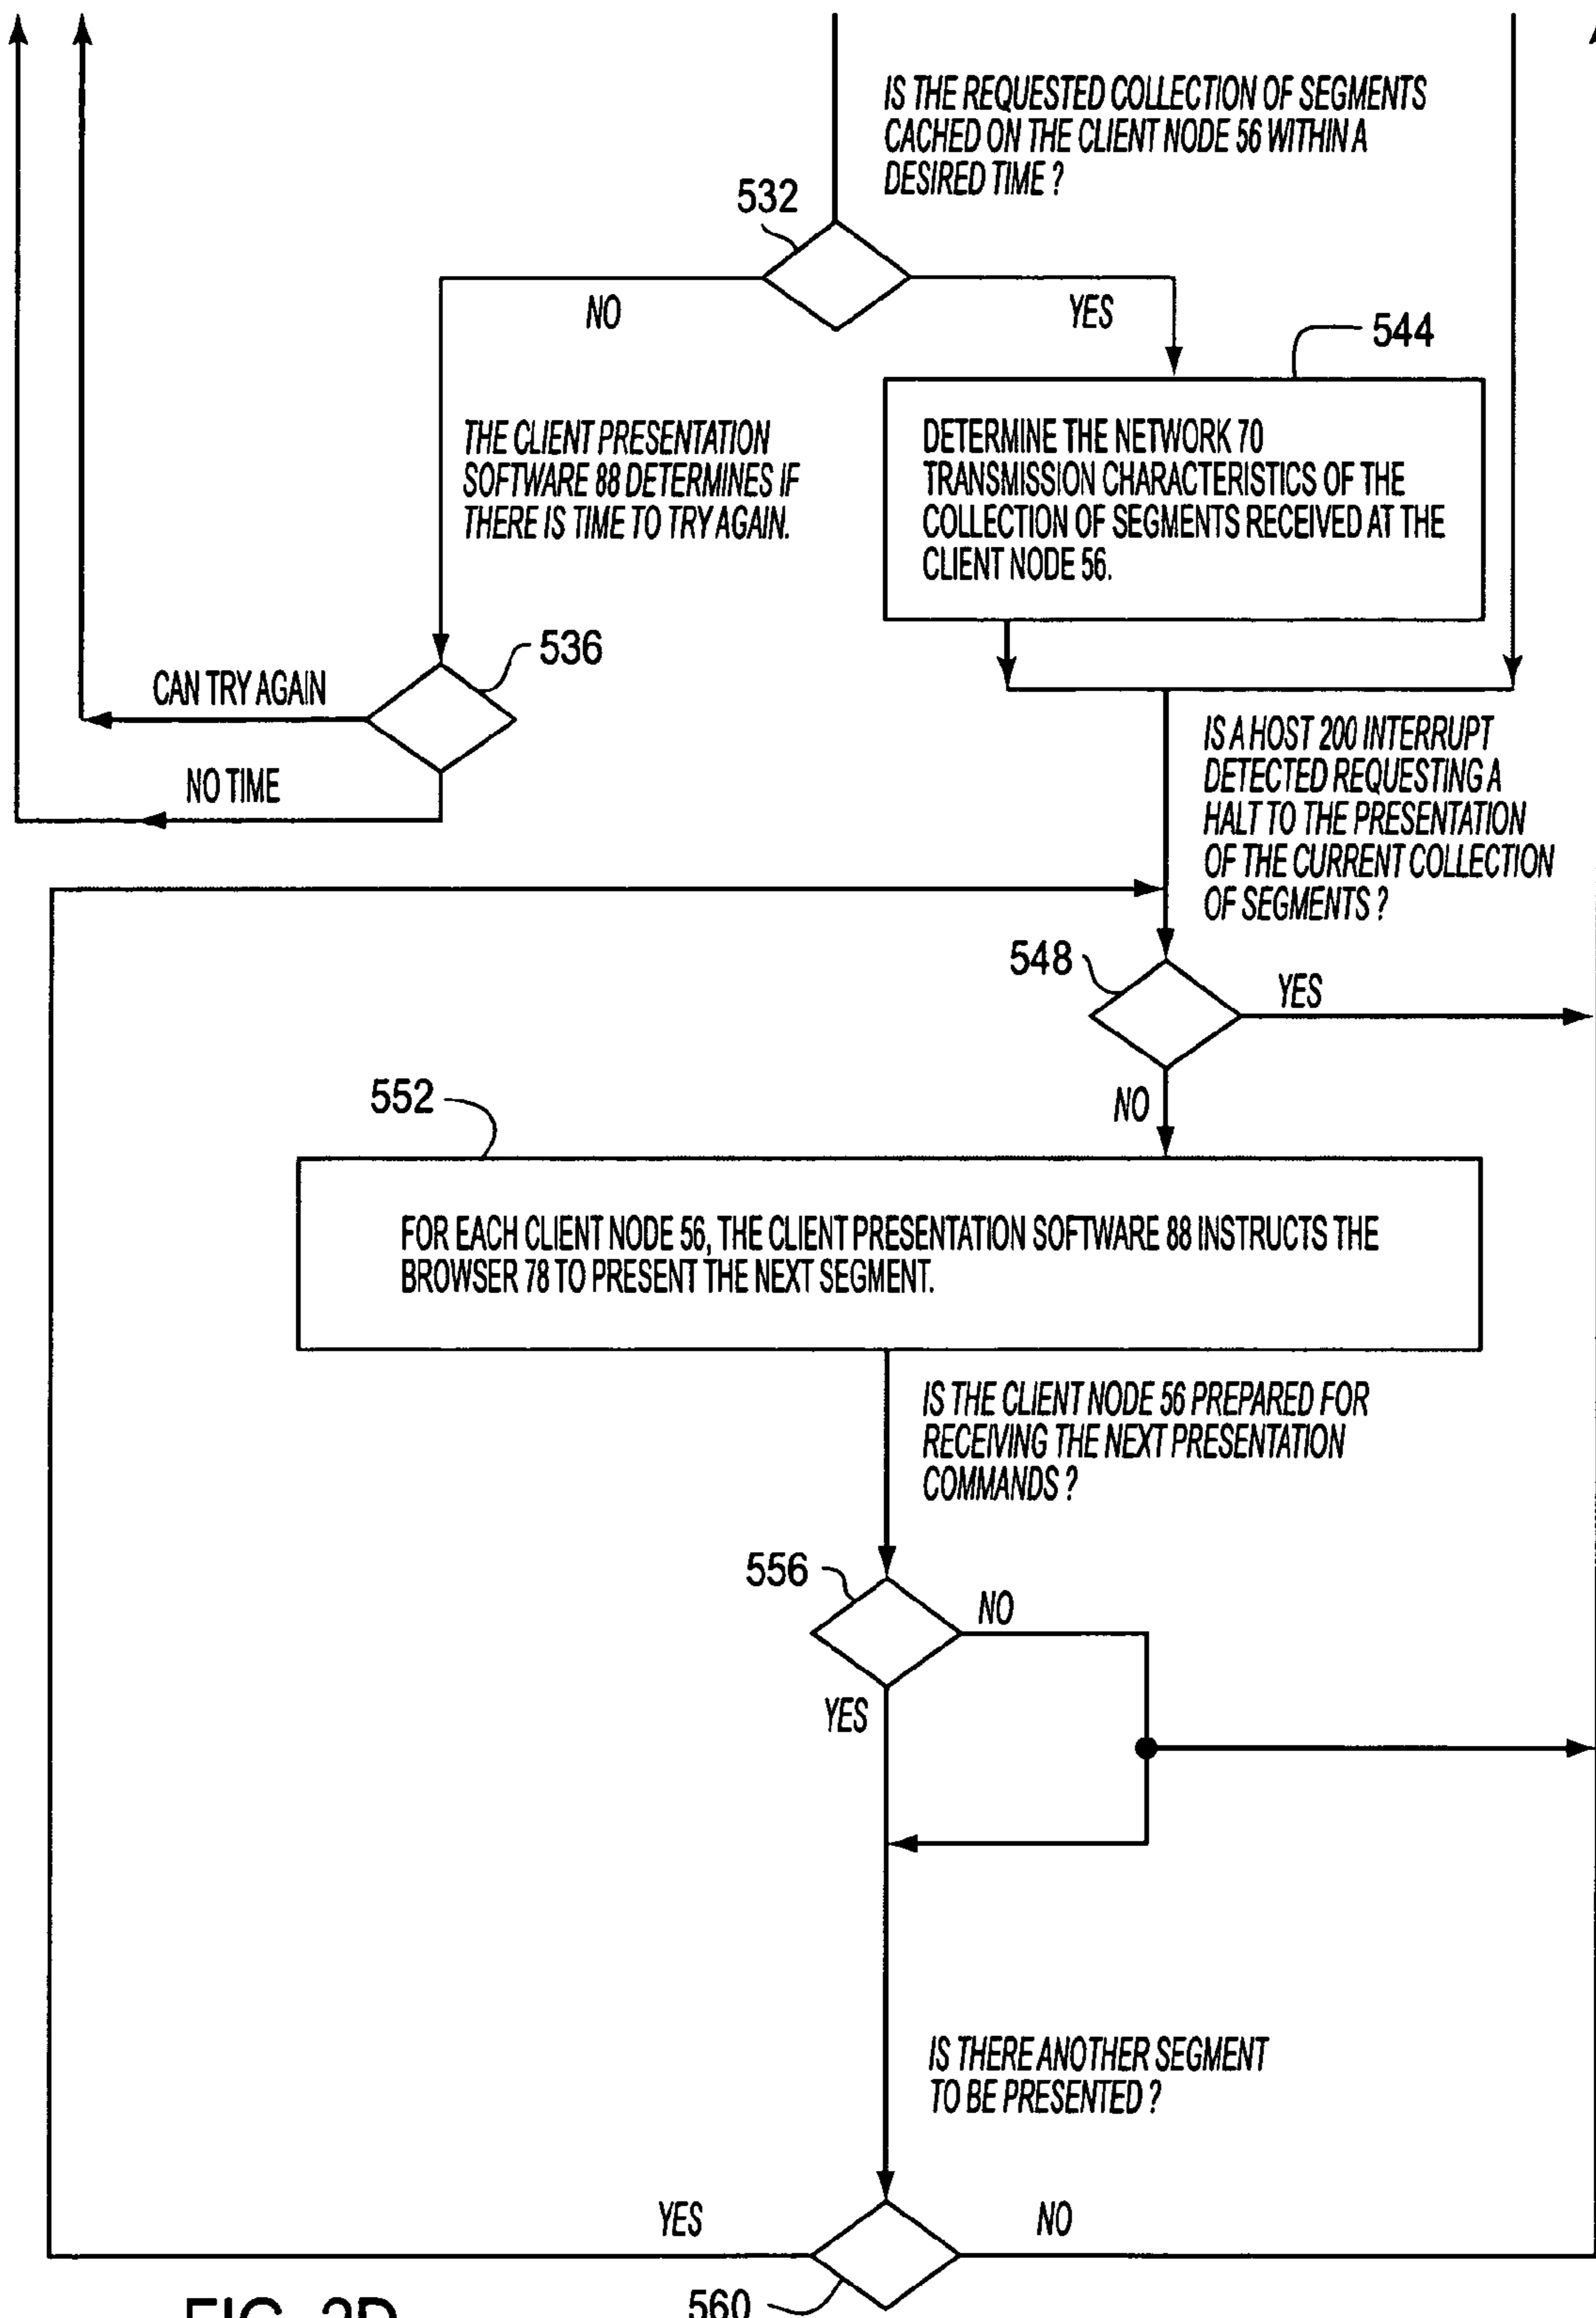 IS THE REQUESTED COLLECTION OF SEGMENTS
CACHED ON THE CLIENT NODE 56 WITHIN A
DESIRED TIME ?
532
NO
YES
544
THE CLIENT PRESENTATION
SOFTWARE 88 DETERMINES IF
THERE IS TIME TO TRY AGAIN.
DETERMINE THE NETWORK 70
TRANSMISSION CHARACTERISTICS OF THE
COLLECTION OF SEGMENTS RECEIVED AT THE
CLIENT NODE 56.
536
CAN TRY AGAIN
NO TIME
IS A HOST 200 INTERRUPT
DETECTED REQUESTING A
HALT TO THE PRESENTATION
OF THE CURRENT COLLECTION
OF SEGMENTS ?
548
YES
NO
552
FOR EACH CLIENT NODE 56, THE CLIENT PRESENTATION SOFTWARE 88 INSTRUCTS THE
BROWSER 78 TO PRESENT THE NEXT SEGMENT.
IS THE CLIENT NODE 56 PREPARED FOR
RECEIVING THE NEXT PRESENTATION
COMMANDS ?
556
NO
YES
IS THERE ANOTHER SEGMENT
TO BE PRESENTED ?
YES
NO
560